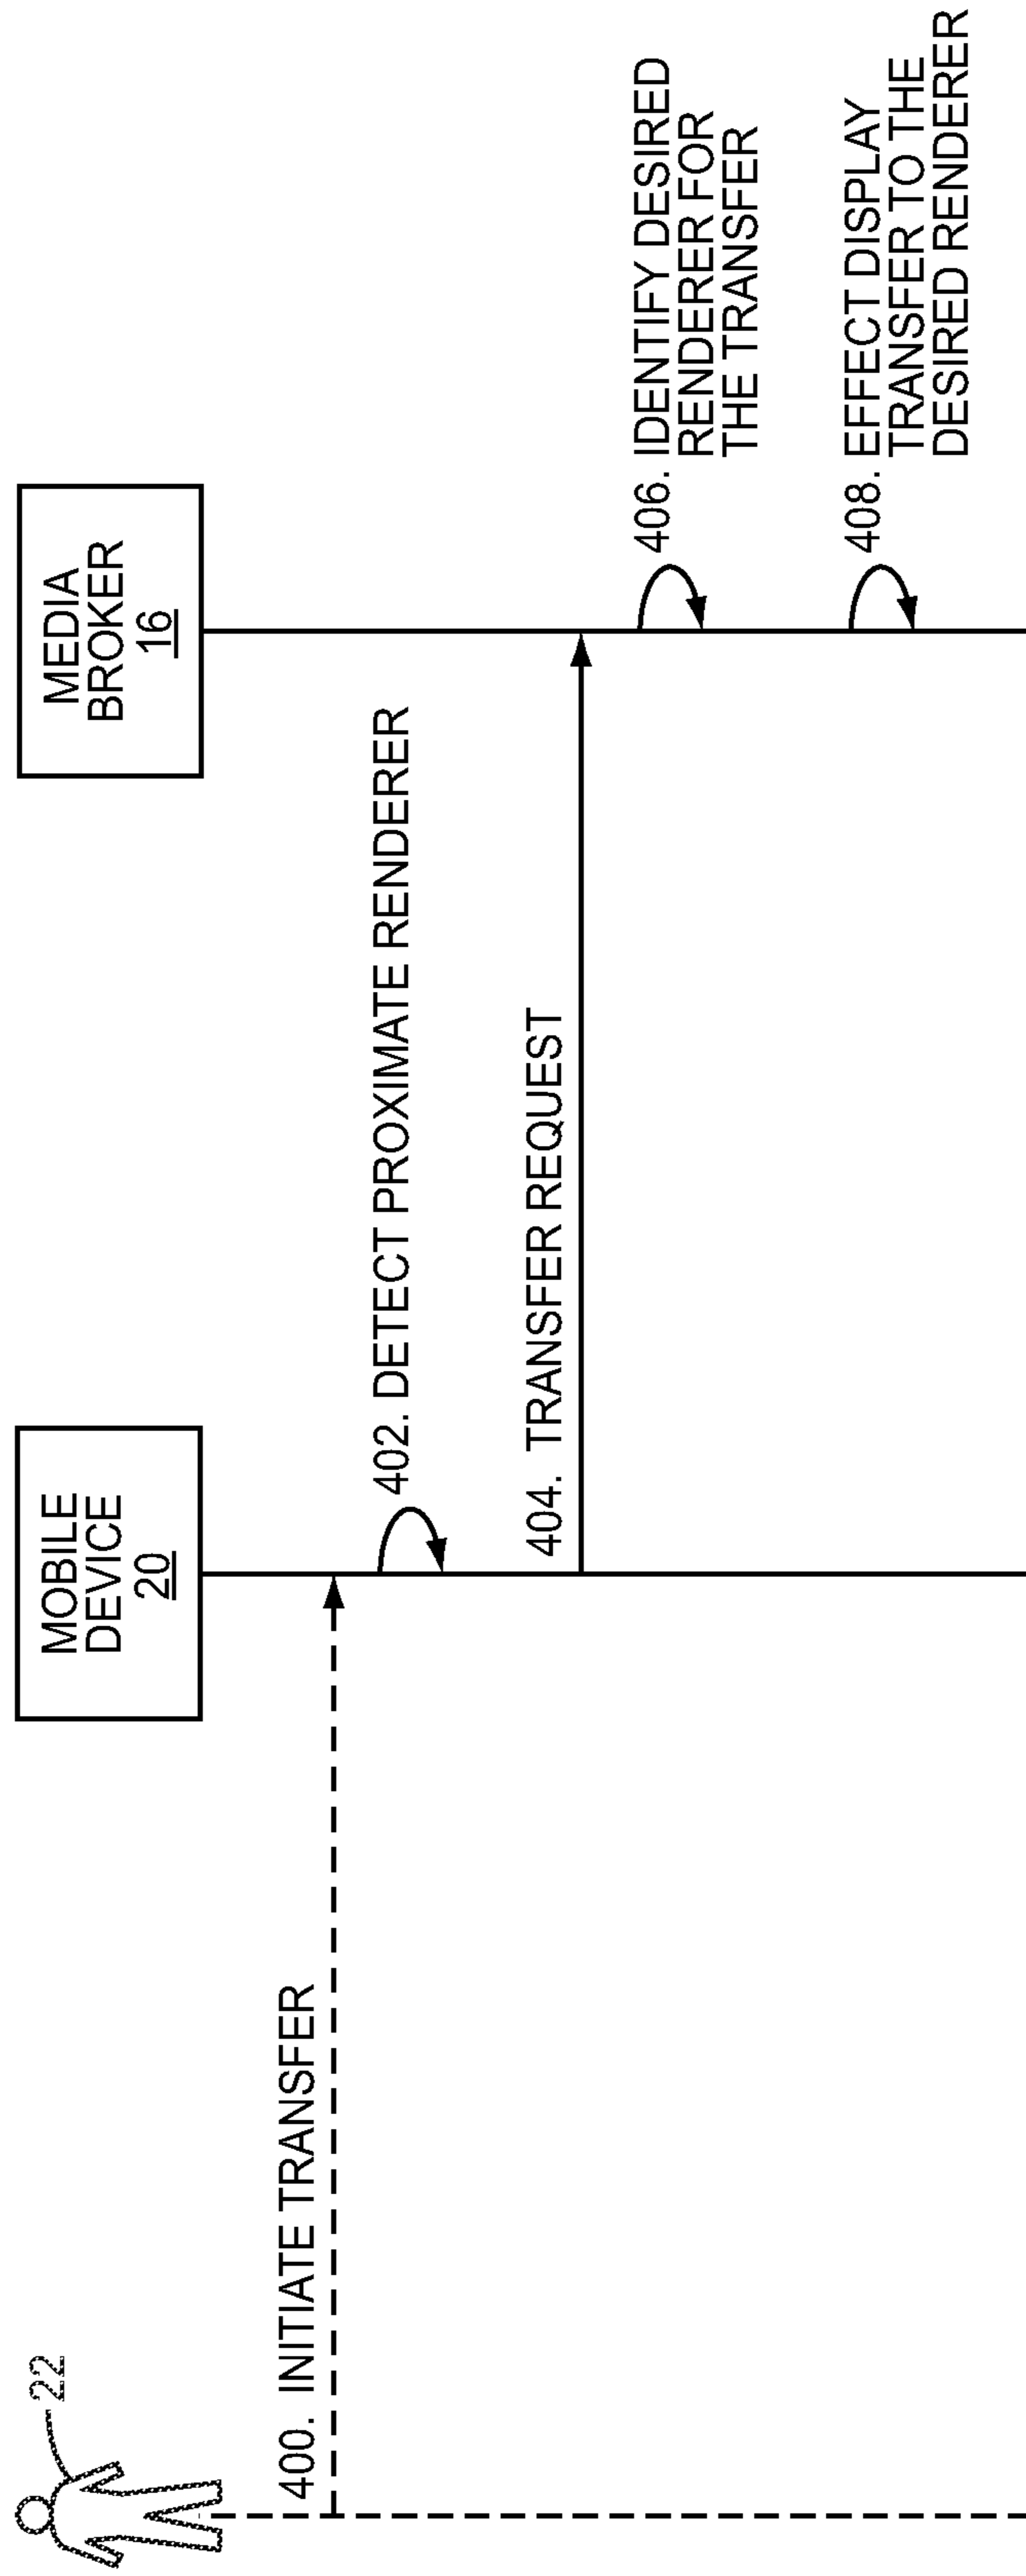 22
MOBILE
DEVICE
20
MEDIA
BROKER
16
400. INITIATE TRANSFER
402. DETECT PROXIMATE RENDERER
404. TRANSFER REQUEST
406. IDENTIFY DESIRED
RENDERER FOR
THE TRANSFER
408. EFFECT DISPLAY
TRANSFER TO THE
DESIRED RENDERER